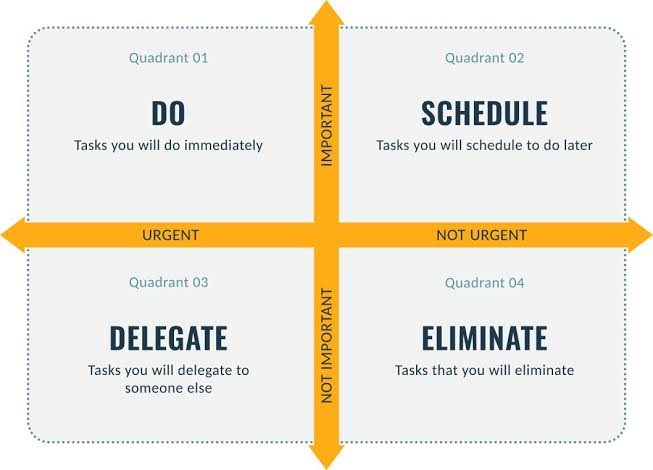 Quadrant 01
DO
Tasks you will do immediately
Quadrant 02
SCHEDULE
Tasks you will schedule to do later
IMPORTANT
URGENT
NOT URGENT
Quadrant 03
DELEGATE
Tasks you will delegate to
someone else
NOT IMPORTANT
Quadrant 04
ELIMINATE
Tasks that you will eliminate